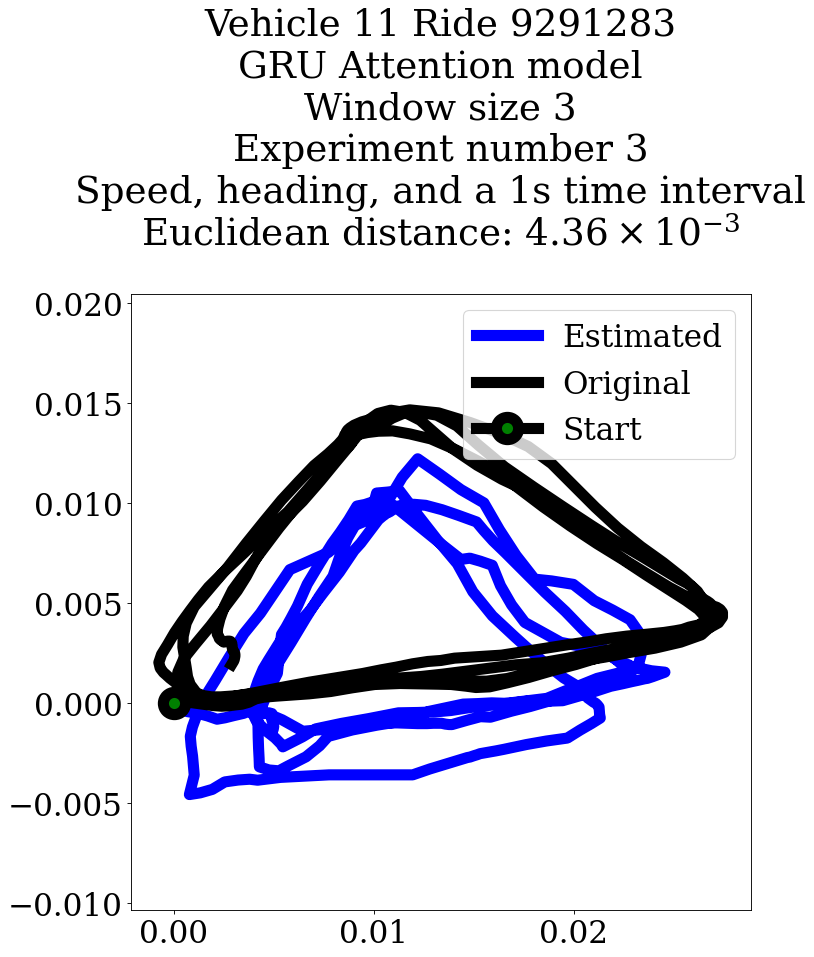 Vehicle 11 Ride 9291283
GRU Attention model
Window size 3
Experiment number 3
Speed, heading, and a 1s time interval
Euclidean distance: 4.36 × 10⁻³
0.020
Estimated
0.015
Original
Start
0.010
0.005
0.000
−0.005
−0.010
0.00
0.01
0.02